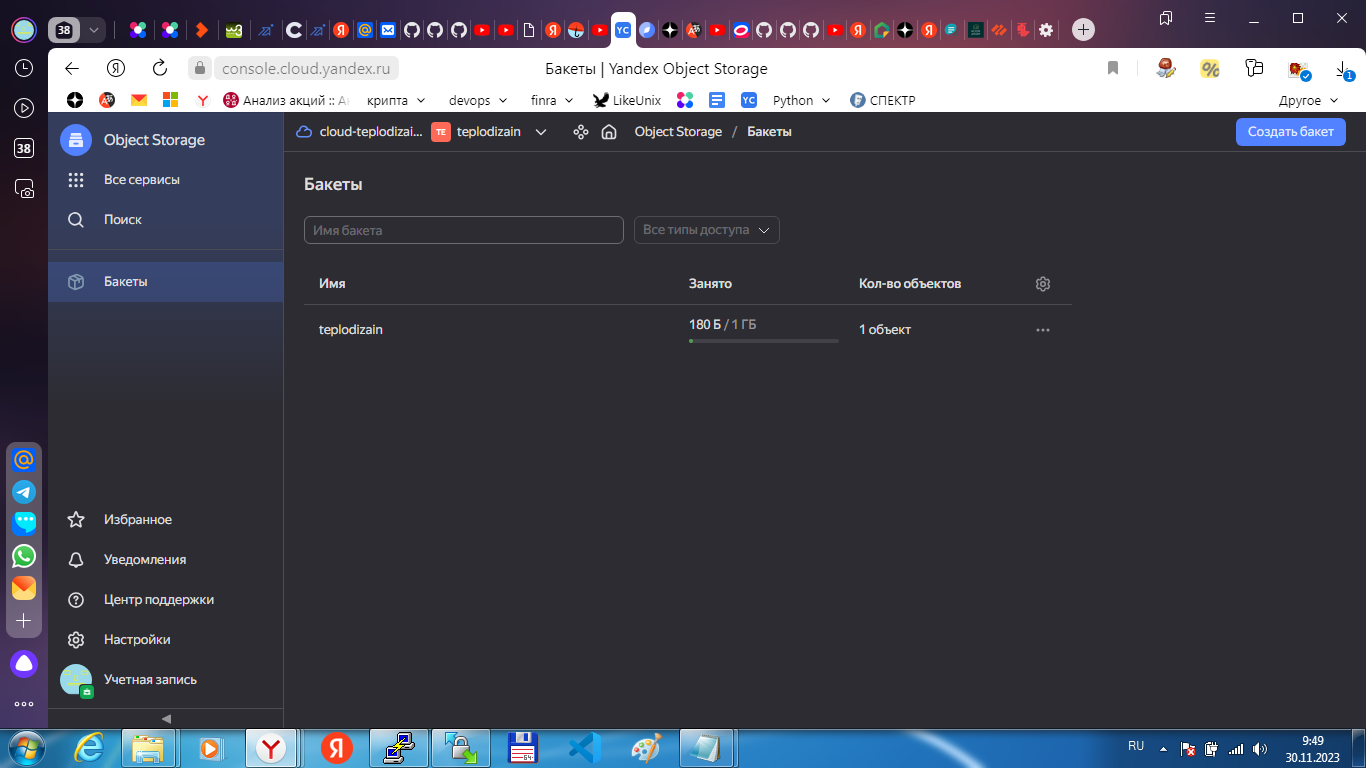 38
YC
console.cloud.yandex.ru
Бакеты | Yandex Object Storage
1
Анализ акций ::
крипта
devops
finra
LikeUnix
YC
Python
СПЕКТР
Другое
Object Storage
cloud-teplodizai...
TE
teplodizain
Object Storage / Бакеты
Создать бакет
38
Все сервисы
Поиск
Бакеты
Бакеты
Имя бакета
Все типы доступа
Имя
Занято
Кол-во объектов
teplodizain
180 Б / 1 ГБ
1 объект
Избранное
Уведомления
Центр поддержки
Настройки
Учетная запись
RU
9:49
30.11.2023